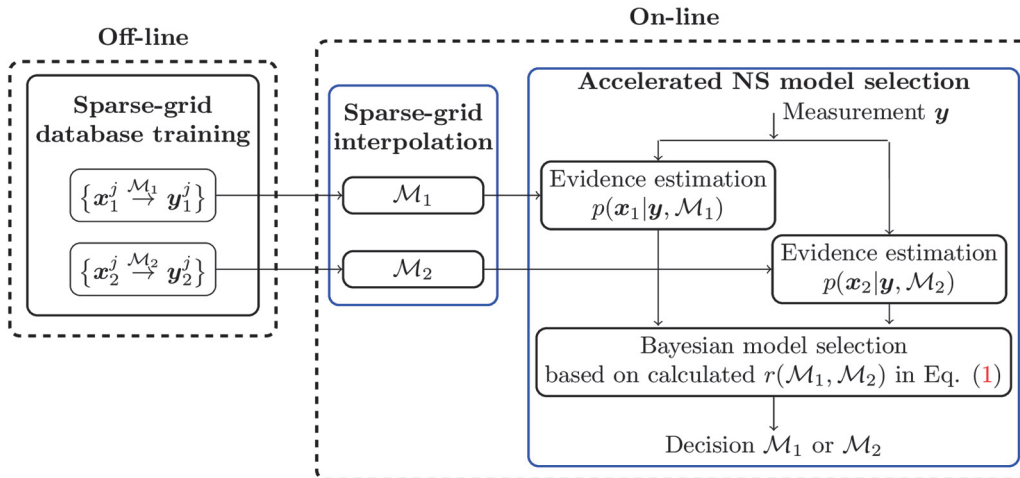 Off-line
On-line
Sparse-grid
database training
{x₁ʲ →^{ℳ₁} y₁ʲ}
{x₂ʲ →^{ℳ₂} y₂ʲ}
Sparse-grid
interpolation
ℳ₁
ℳ₂
Accelerated NS model selection
Measurement y
Evidence estimation
p(x₁|y, ℳ₁)
Evidence estimation
p(x₂|y, ℳ₂)
Bayesian model selection
based on calculated r(ℳ₁, ℳ₂) in Eq. (1)
Decision ℳ₁ or ℳ₂